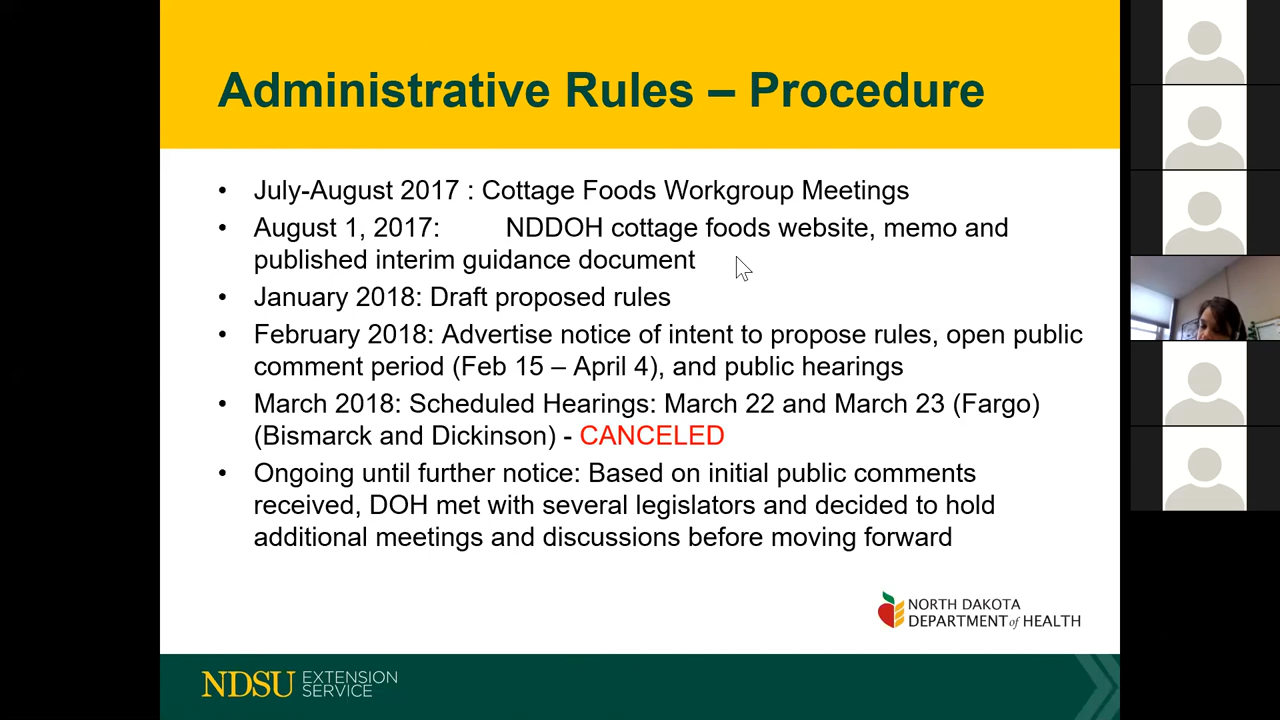 Administrative Rules – Procedure
• July-August 2017 : Cottage Foods Workgroup Meetings
• August 1, 2017: NDDOH cottage foods website, memo and
published interim guidance document
• January 2018: Draft proposed rules
• February 2018: Advertise notice of intent to propose rules, open public
comment period (Feb 15 – April 4), and public hearings
• March 2018: Scheduled Hearings: March 22 and March 23 (Fargo)
(Bismarck and Dickinson) - CANCELED
• Ongoing until further notice: Based on initial public comments
received, DOH met with several legislators and decided to hold
additional meetings and discussions before moving forward
NORTH DAKOTA
DEPARTMENT of HEALTH
NDSU EXTENSION
SERVICE